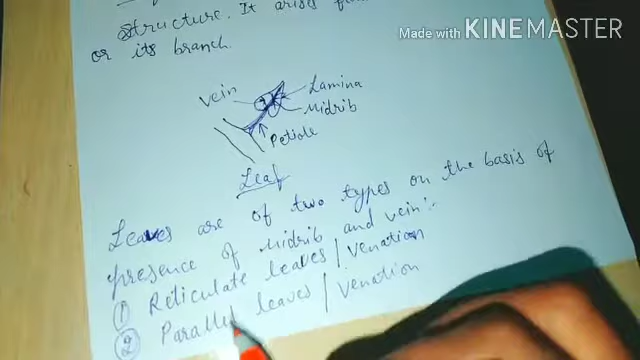 structure. It arises
or its branch.
Made with KINEMASTER
vein
Lamina
Midrib
Petiole
Leaf
Leaves are of two types on the basis of
presence of Midrib and vein:-
① Reticulate leaves / venation
② Parallel leaves / venation